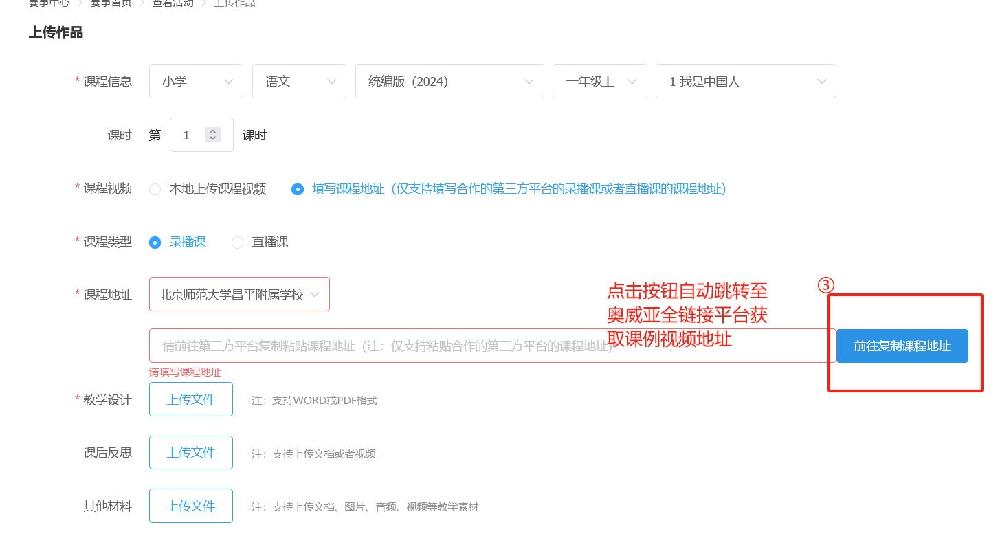 赛事中心 > 赛事首页 > 查看活动 > 上传作品
上传作品
* 课程信息 小学 语文 统编版（2024） 一年级上 1 我是中国人
课时 第 1 课时
* 课程视频 本地上传课程视频 填写课程地址（仅支持填写合作的第三方平台的录播课或者直播课的课程地址）
* 课程类型 录播课 直播课
* 课程地址 北京师范大学昌平附属学校
点击按钮自动跳转至
奥威亚全链接平台获
取课例视频地址
③
请前往第三方平台复制粘贴课程地址（注：仅支持粘贴合作的第三方平台的课程地址）
前往复制课程地址
请填写课程地址
* 教学设计 上传文件 注：支持WORD或PDF格式
课后反思 上传文件 注：支持上传文档或者视频
其他材料 上传文件 注：支持上传文档、图片、音频、视频等教学素材